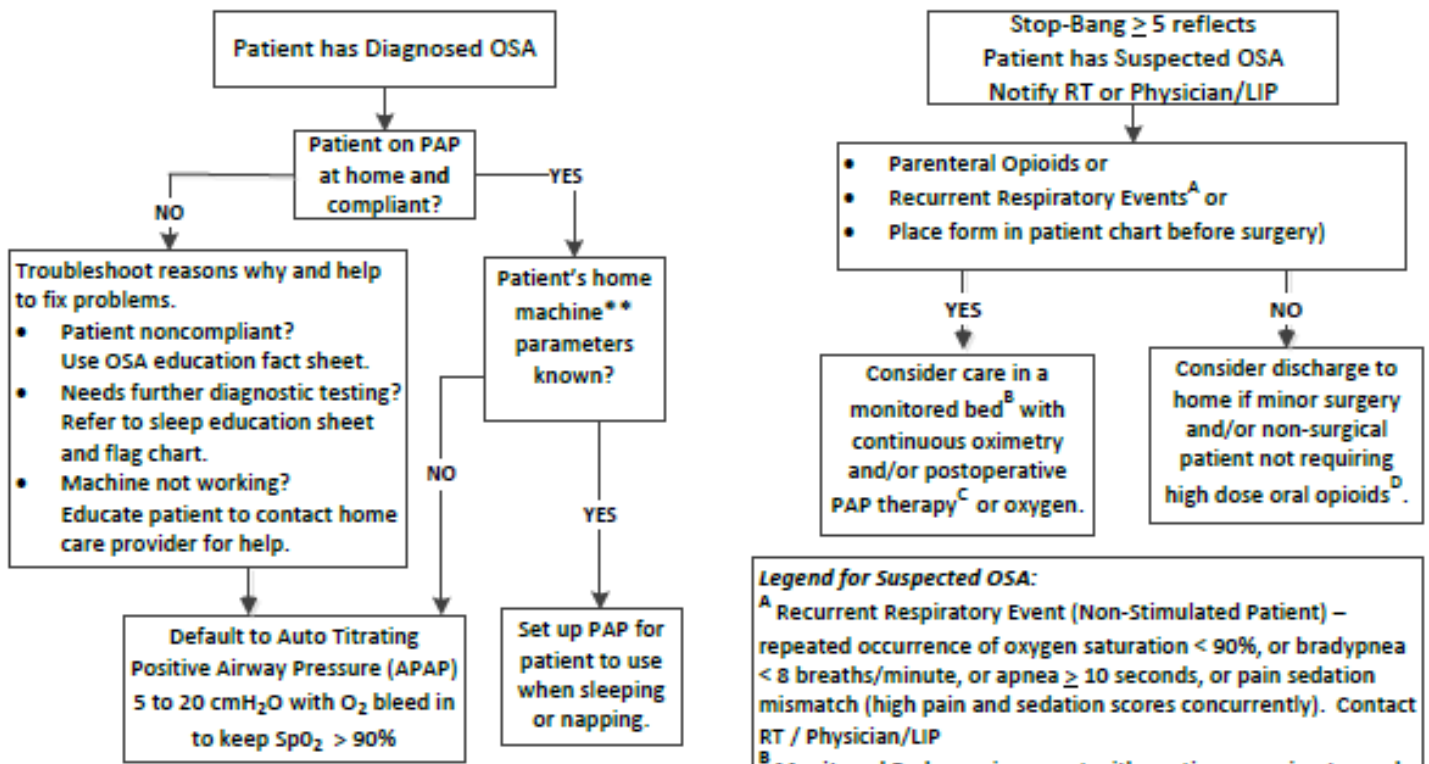 Patient has Diagnosed OSA
Patient on PAP
at home and
compliant?
NO
YES
Troubleshoot reasons why and help
to fix problems.
• Patient noncompliant?
Use OSA education fact sheet.
• Needs further diagnostic testing?
Refer to sleep education sheet
and flag chart.
• Machine not working?
Educate patient to contact home
care provider for help.
Patient's home
machine**
parameters
known?
NO
YES
Default to Auto Titrating
Positive Airway Pressure (APAP)
5 to 20 cmH₂O with O₂ bleed in
to keep Sp0₂ > 90%
Set up PAP for
patient to use
when sleeping
or napping.
Stop-Bang ≥ 5 reflects
Patient has Suspected OSA
Notify RT or Physician/LIP
• Parenteral Opioids or
• Recurrent Respiratory Events^A or
• Place form in patient chart before surgery)
YES
NO
Consider care in a
monitored bed^B with
continuous oximetry
and/or postoperative
PAP therapy^C or oxygen.
Consider discharge to
home if minor surgery
and/or non-surgical
patient not requiring
high dose oral opioids^D.
Legend for Suspected OSA:
^A Recurrent Respiratory Event (Non-Stimulated Patient) –
repeated occurrence of oxygen saturation < 90%, or bradypnea
< 8 breaths/minute, or apnea ≥ 10 seconds, or pain sedation
mismatch (high pain and sedation scores concurrently). Contact
RT / Physician/LIP
^B